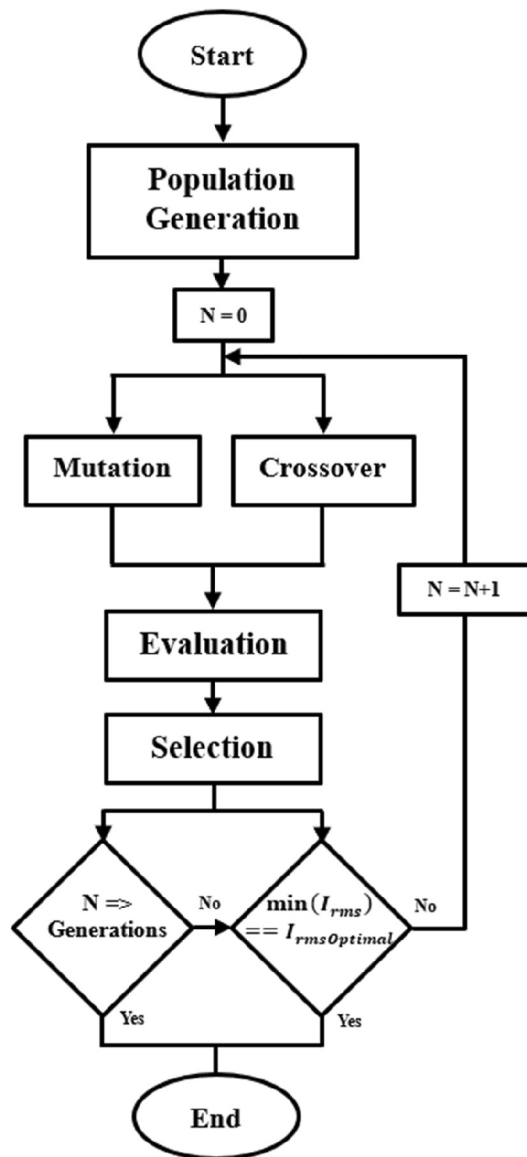 Start
Population
Generation
N = 0
Mutation
Crossover
N = N+1
Evaluation
Selection
N =>
Generations
No
min(I_rms)
== I_rmsOptimal
No
Yes
Yes
End